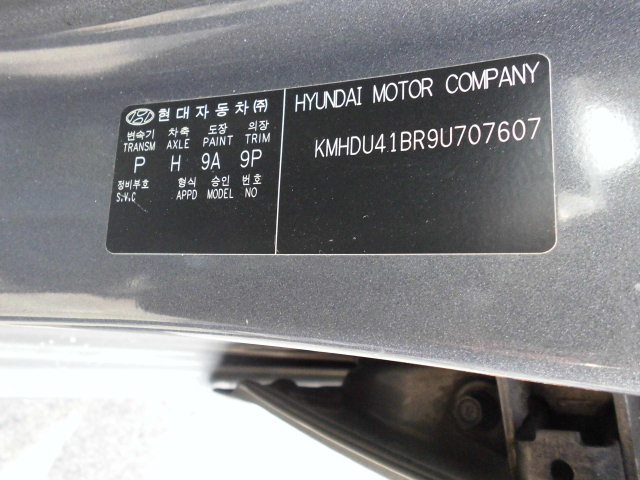 현대자동차㈜
변속기 차축 도장 외장
TRANSM AXLE PAINT TRIM
P H 9A 9P
정비부호 형식 승인 번호
S.V.C APPD MODEL NO
HYUNDAI MOTOR COMPANY
KMHDU41BR9U707607